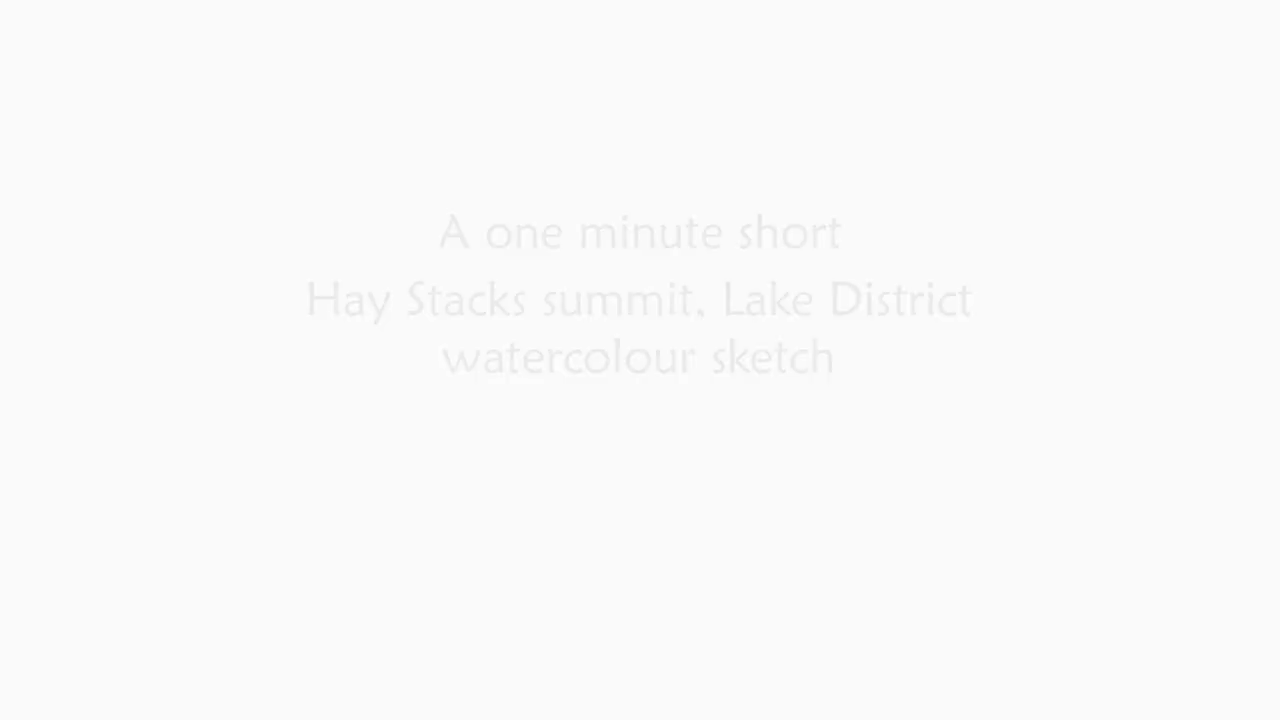 A one minute short
Hay Stacks summit, Lake District
watercolour sketch